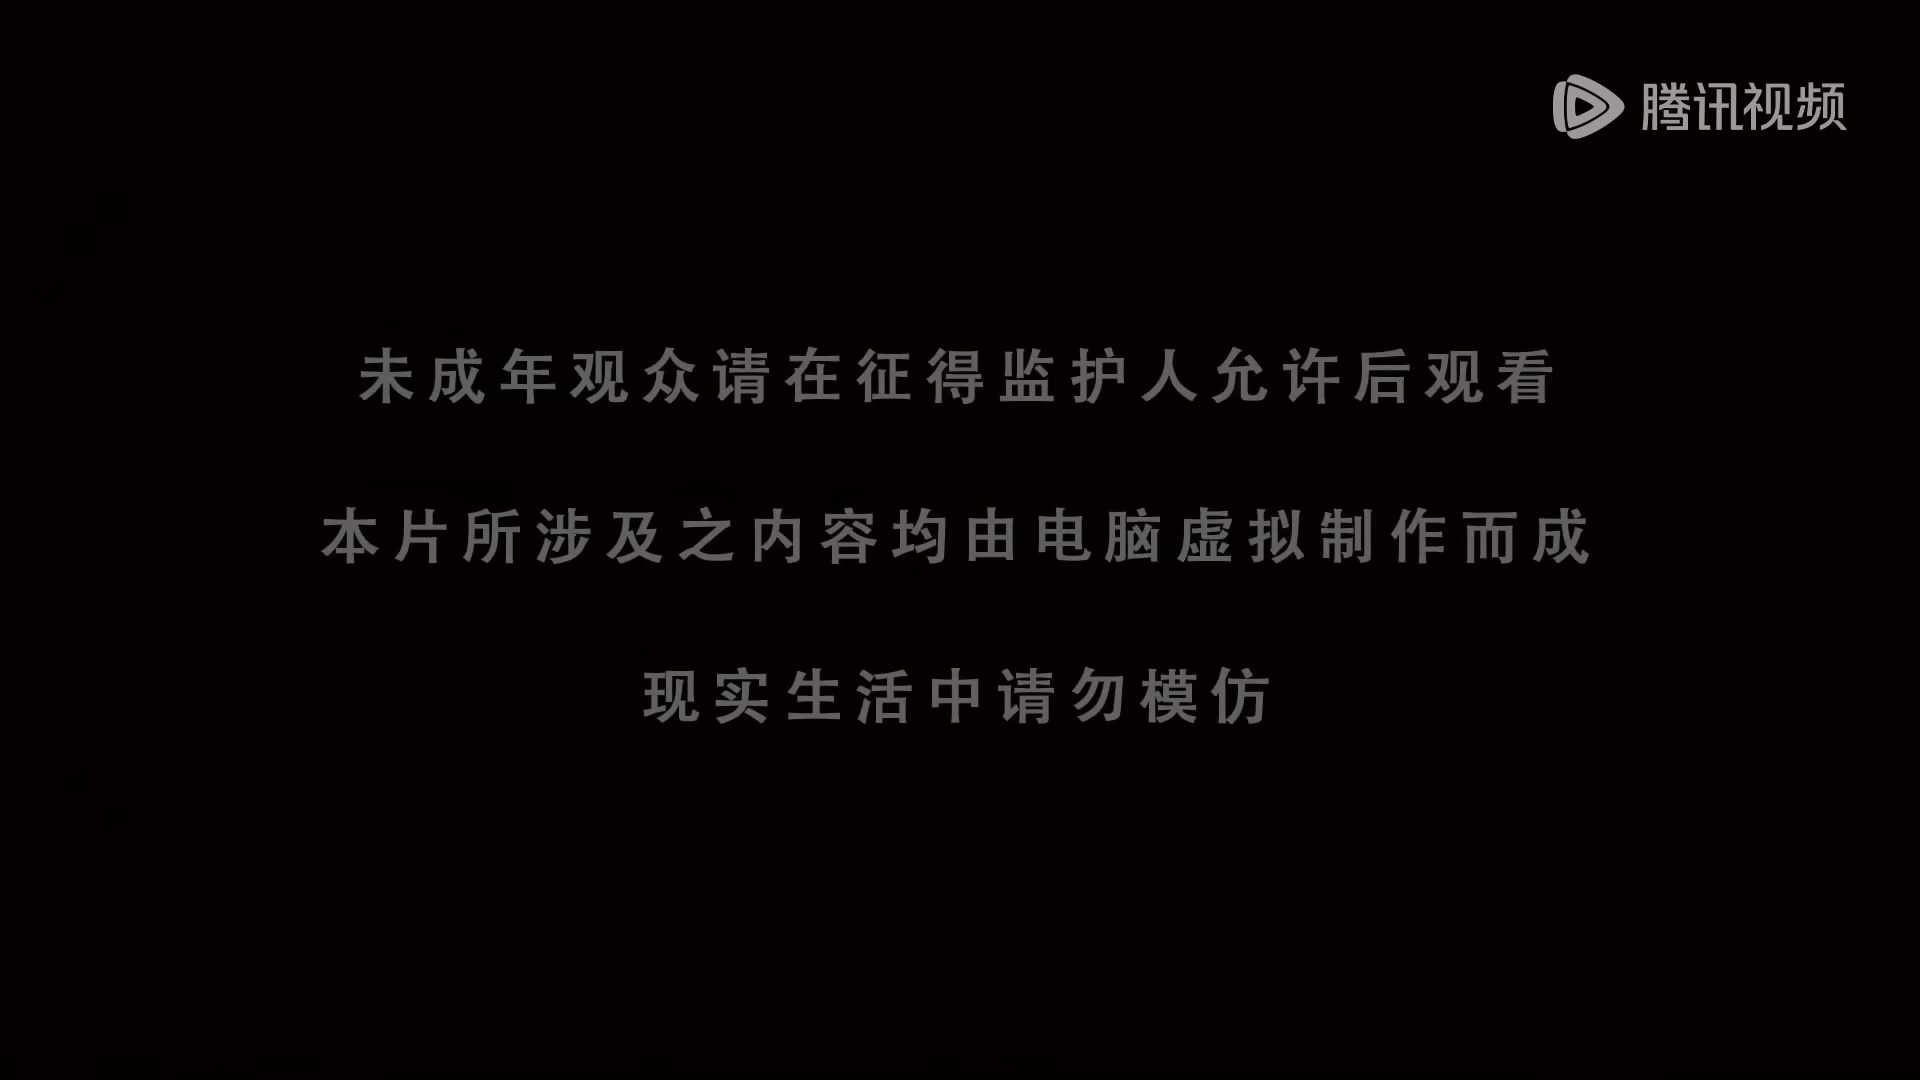 腾讯视频
未成年观众请在征得监护人允许后观看
本片所涉及之内容均由电脑虚拟制作而成
现实生活中请勿模仿